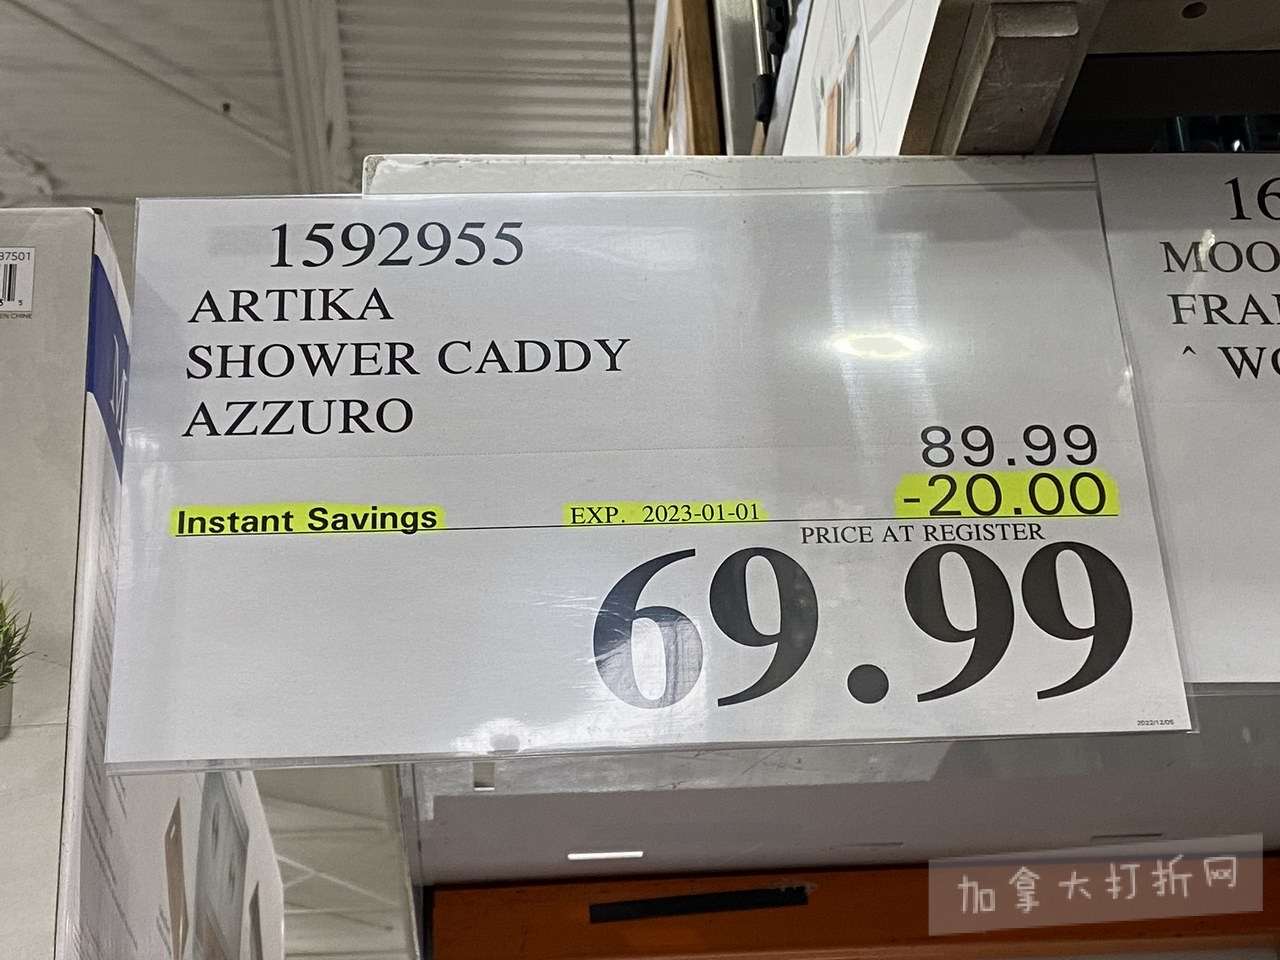 1592955
ARTIKA
SHOWER CADDY
AZZURO
89.99
-20.00
Instant Savings
EXP. 2023-01-01
PRICE AT REGISTER
69.99
2022/12/05
16
MOO
FRA
^ WO
87501
M
加拿大打折网